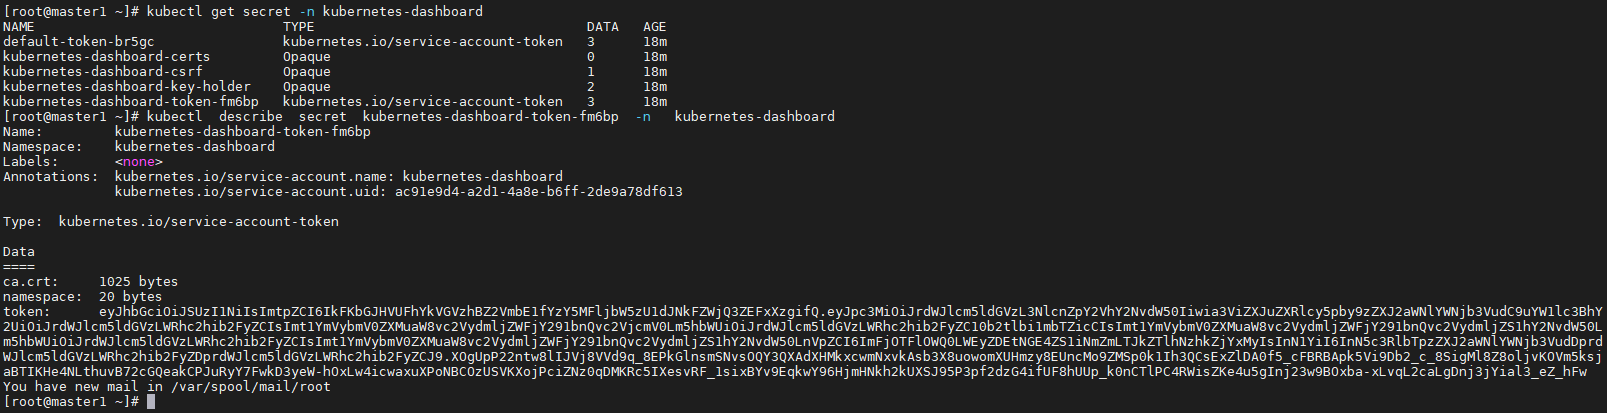 [root@master1 ~]# kubectl get secret -n kubernetes-dashboard
NAME TYPE DATA AGE
default-token-br5gc kubernetes.io/service-account-token 3 18m
kubernetes-dashboard-certs Opaque 0 18m
kubernetes-dashboard-csrf Opaque 1 18m
kubernetes-dashboard-key-holder Opaque 2 18m
kubernetes-dashboard-token-fm6bp kubernetes.io/service-account-token 3 18m
[root@master1 ~]# kubectl describe secret kubernetes-dashboard-token-fm6bp -n kubernetes-dashboard
Name: kubernetes-dashboard-token-fm6bp
Namespace: kubernetes-dashboard
Labels: <none>
Annotations: kubernetes.io/service-account.name: kubernetes-dashboard
kubernetes.io/service-account.uid: ac91e9d4-a2d1-4a8e-b6ff-2de9a78df613
Type: kubernetes.io/service-account-token
Data
====
ca.crt: 1025 bytes
namespace: 20 bytes
token:
You have new mail in /var/spool/mail/root
[root@master1 ~]#